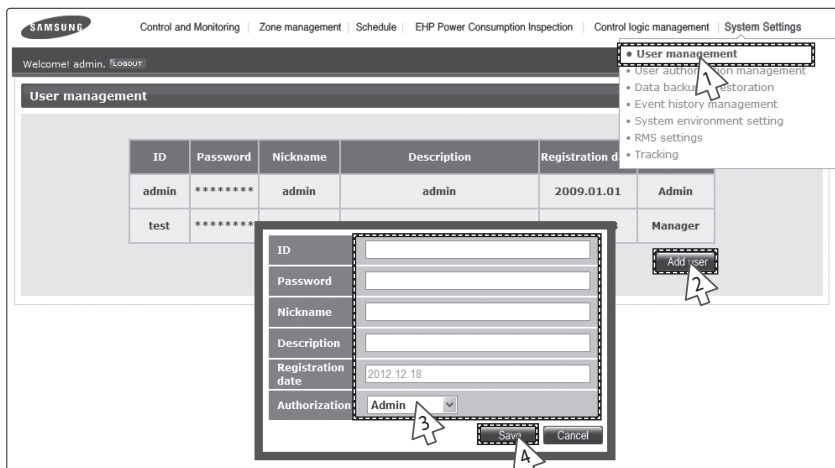 SAMSUNG
Control and Monitoring Zone management Schedule EHP Power Consumption Inspection Control logic management System Settings
Welcome! admin. LOGOUT
• User management
• User authorization management
• Data backup restoration
• Event history management
• System environment setting
• RMS settings
• Tracking
1
User management
ID Password Nickname Description Registration d
admin ******** admin admin 2009.01.01 Admin
test ******** Manager
Add user
2
ID
Password
Nickname
Description
Registration date 2012.12.18
Authorization Admin
3
Save Cancel
4